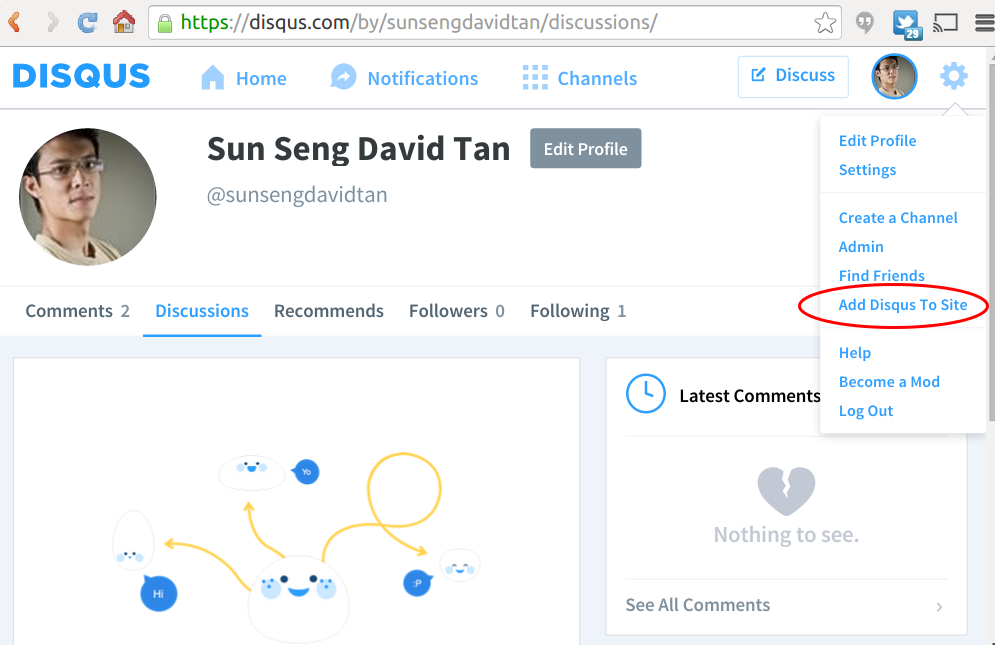 https://disqus.com/by/sunsengdavidtan/discussions/
29
DISQUS
Home
Notifications
Channels
Discuss
Sun Seng David Tan
Edit Profile
@sunsengdavidtan
Edit Profile
Settings
Create a Channel
Admin
Find Friends
Add Disqus To Site
Help
Become a Mod
Log Out
Comments 2
Discussions
Recommends
Followers 0
Following 1
Latest Comments
Nothing to see.
See All Comments
Yo
Hi
:P